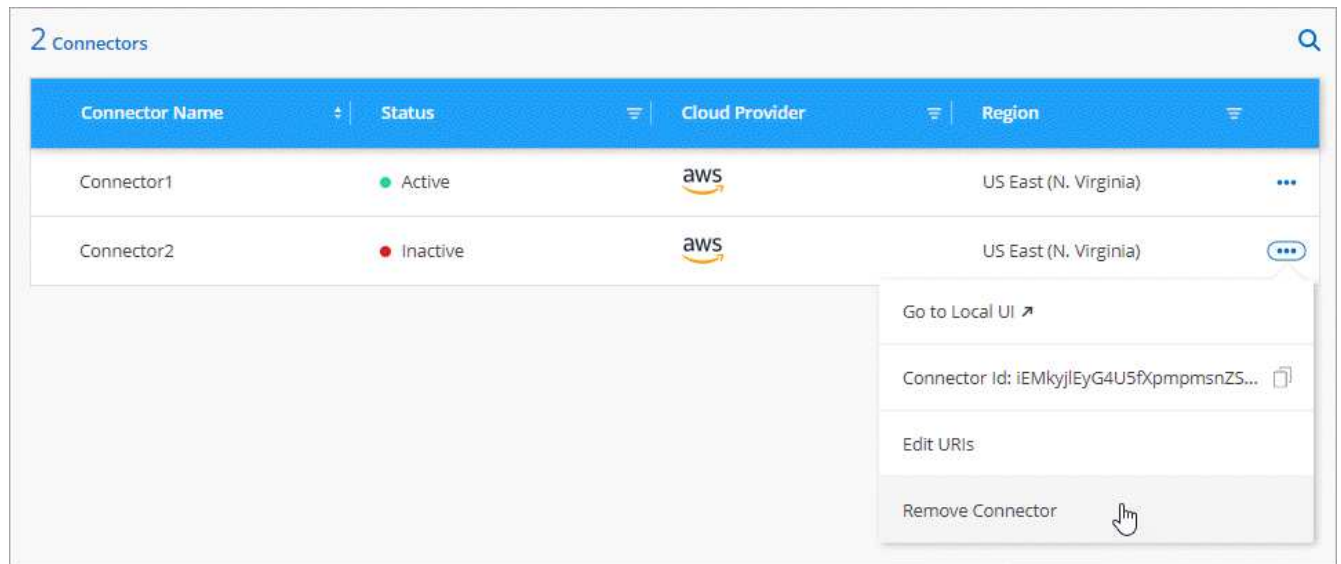 2 Connectors
Connector Name Status Cloud Provider Region
Connector1 Active aws US East (N. Virginia)
Connector2 Inactive aws US East (N. Virginia)
Go to Local UI
Connector Id: iEMkyjlEyG4U5fXpmpmsnZS...
Edit URIs
Remove Connector